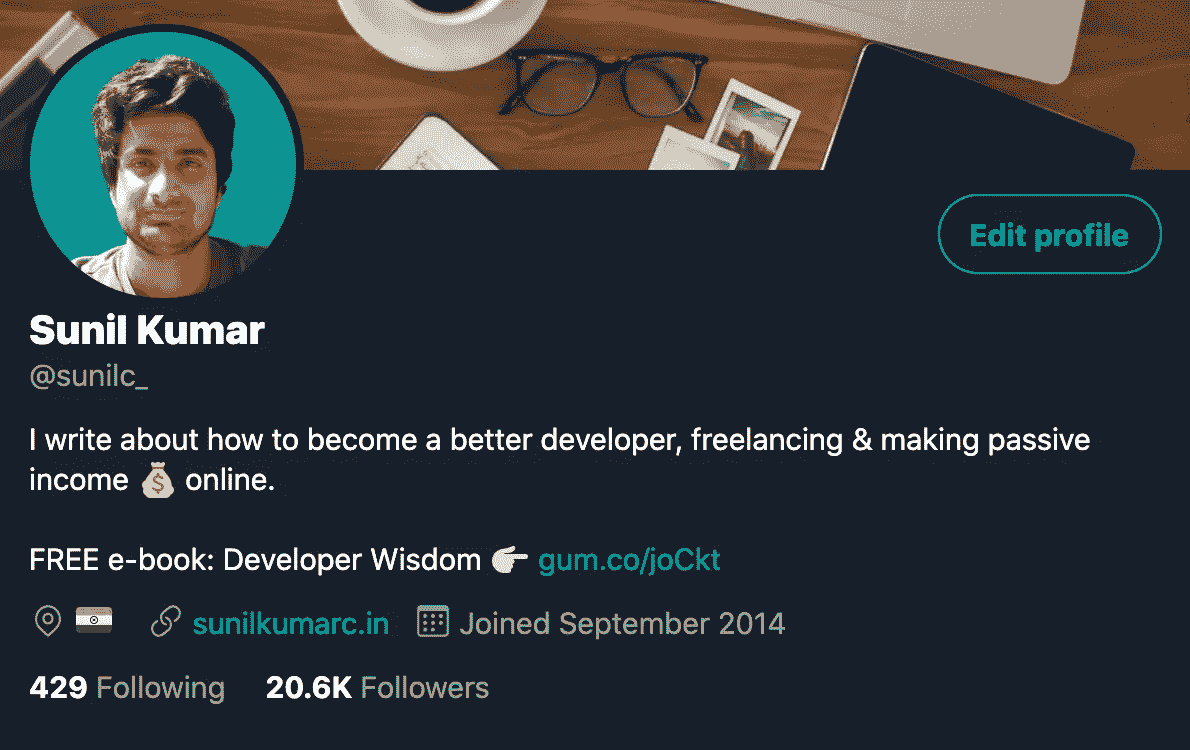 Edit profile
Sunil Kumar
@sunilc_
I write about how to become a better developer, freelancing & making passive
income 💰 online.
FREE e-book: Developer Wisdom 👉 gum.co/joCkt
🇮🇳 sunilkumarc.in Joined September 2014
429 Following 20.6K Followers